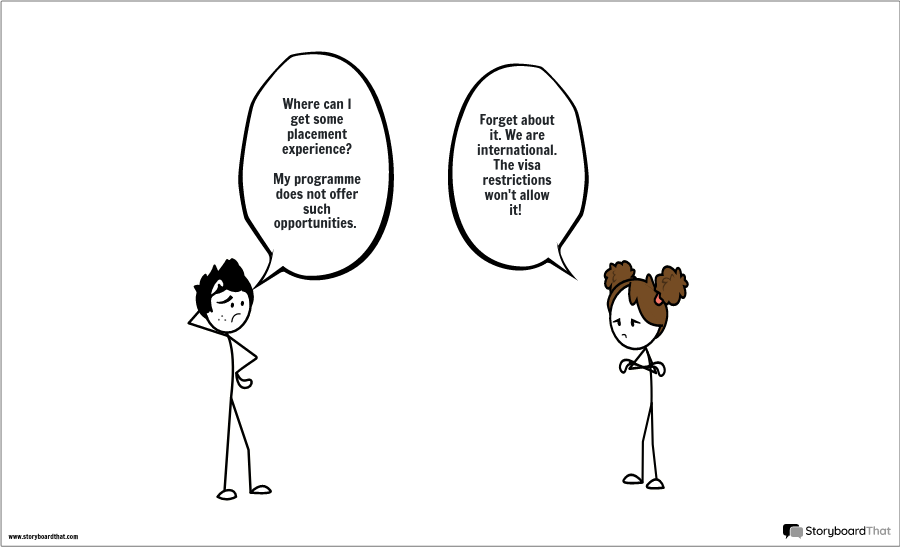 Where can I
get some
placement
experience?
My programme
does not offer
such
opportunities.
Forget about
it. We are
international.
The visa
restrictions
won't allow
it!
www.storyboardthat.com
StoryboardThat